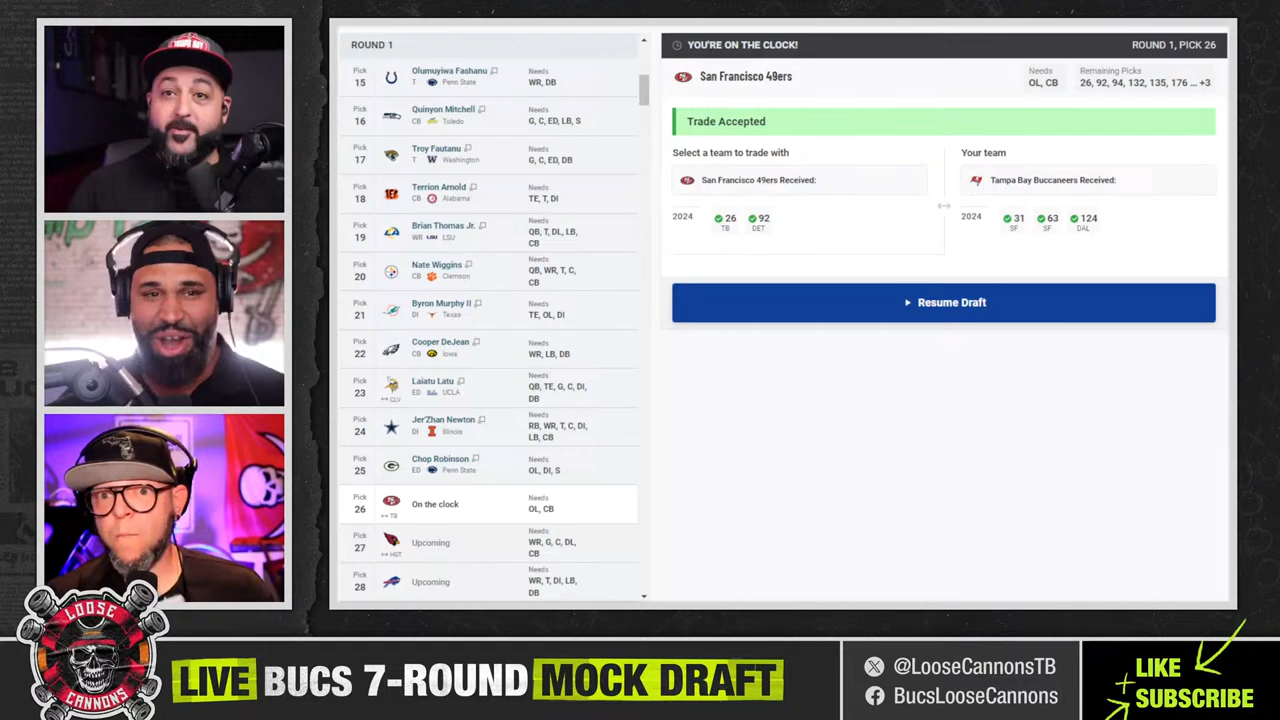 ROUND 1
Pick
15
Olumuyiwa Fashanu
T Penn State
Needs
WR, DB
Pick
16
Quinyon Mitchell
CB Toledo
Needs
G, C, ED, LB, S
Pick
17
Troy Fautanu
T Washington
Needs
G, C, ED, DB
Pick
18
Terrion Arnold
CB Alabama
Needs
TE, T, DI
Pick
19
Brian Thomas Jr.
WR LSU LSU
Needs
QB, T, DL, LB,
CB
Pick
20
Nate Wiggins
CB Clemson
Needs
QB, WR, T, C,
CB
Pick
21
Byron Murphy II
DI Texas
Needs
TE, OL, DI
Pick
22
Cooper DeJean
CB Iowa
Needs
WR, LB, DB
Pick
23
↔ CLV
Laiatu Latu
ED UCLA
Needs
QB, TE, G, C, DI,
DB
Pick
24
Jer'Zhan Newton
DI Illinois
Needs
RB, WR, T, C, DI,
LB, CB
Pick
25
Chop Robinson
ED Penn State
Needs
OL, DI, S
Pick
26
↔ TB
On the clock
Needs
OL, CB
Pick
27
↔ HST
Upcoming
Needs
WR, G, C, DL,
CB
Pick
28
Upcoming
Needs
WR, T, DI, LB,
DB
YOU'RE ON THE CLOCK!
ROUND 1, PICK 26
San Francisco 49ers
Needs
OL, CB
Remaining Picks
26, 92, 94, 132, 135, 176 ... +3
Trade Accepted
Select a team to trade with
Your team
San Francisco 49ers Received:
Tampa Bay Buccaneers Received:
2024
26
TB
92
DET
2024
31
SF
63
SF
124
DAL
Resume Draft
LOOSE
CANNONS
LIVE BUCS 7-ROUND MOCK DRAFT
@LooseCannonsTB
BucsLooseCannons
LIKE
+ SUBSCRIBE